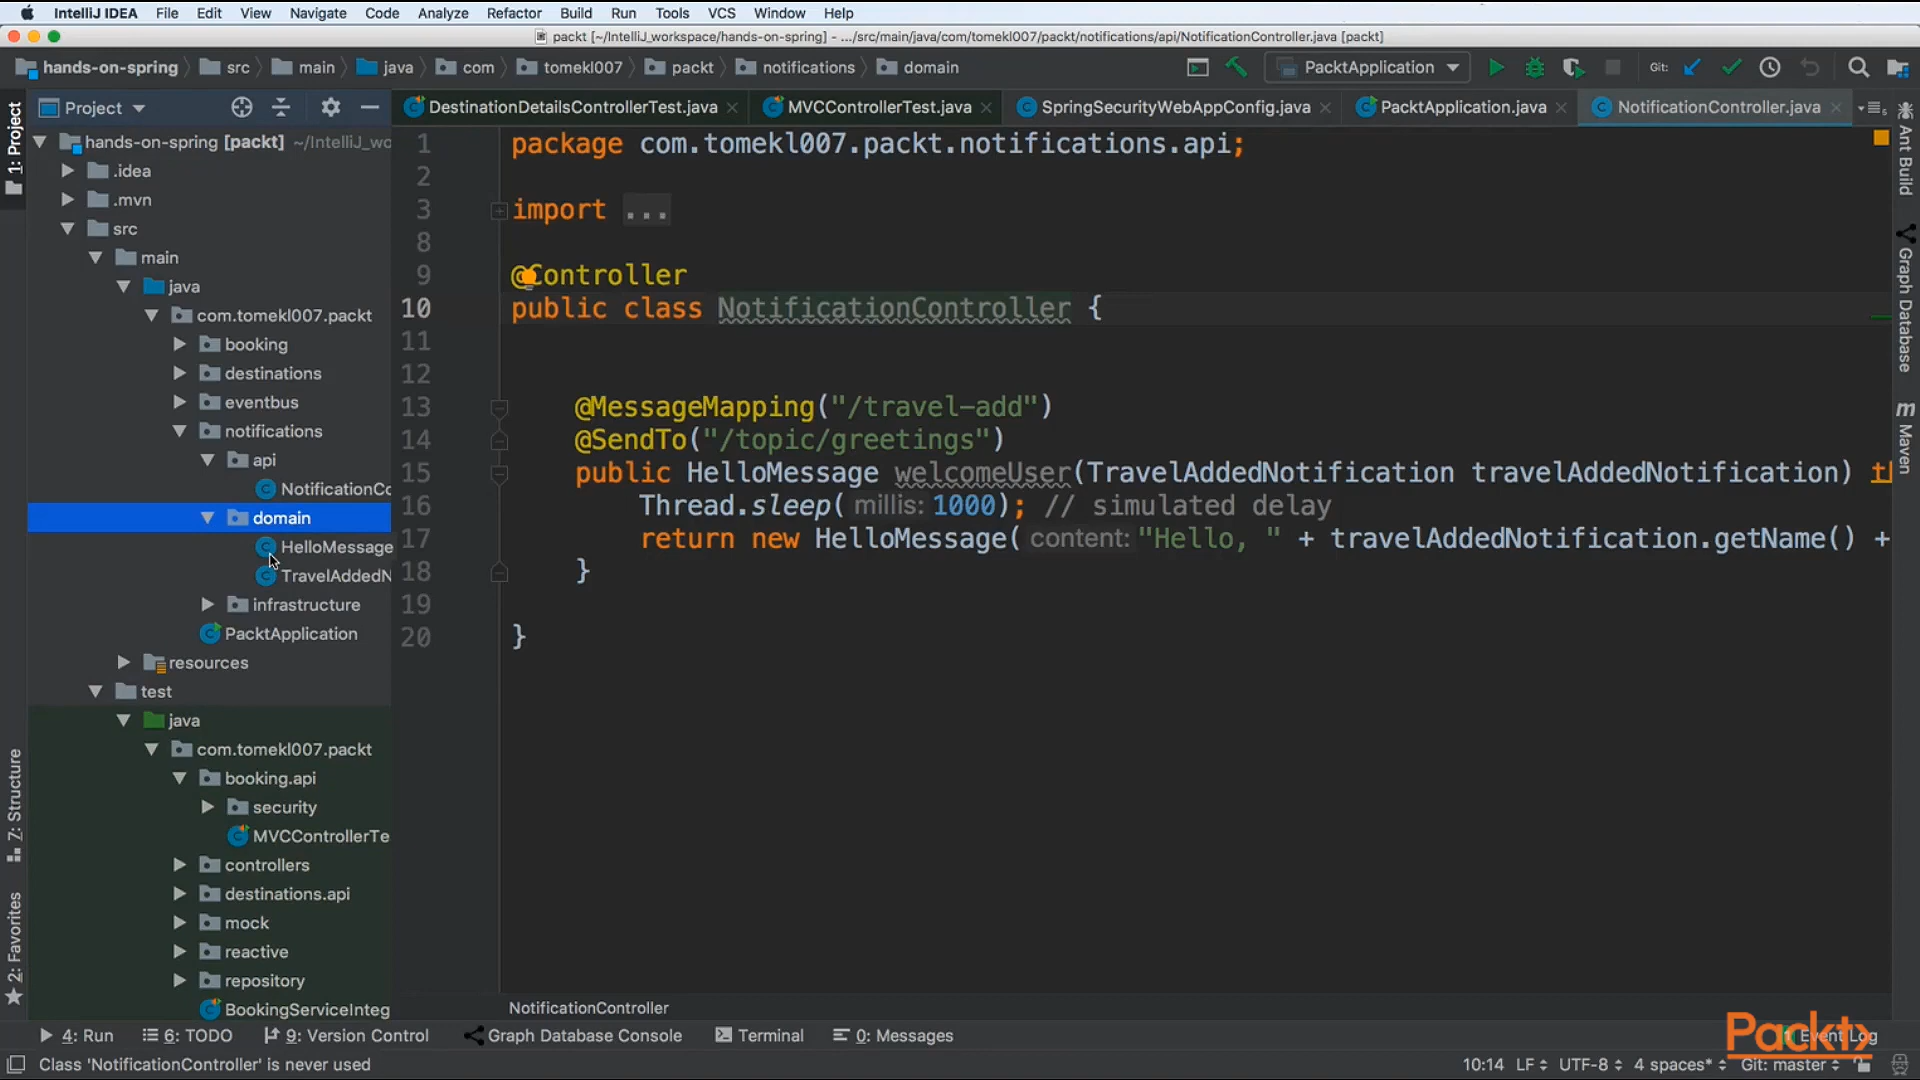 IntelliJ IDEA File Edit View Navigate Code Analyze Refactor Build Run Tools VCS Window Help
packt [~/IntelliJ_workspace/hands-on-spring] - .../src/main/java/com/tomekl007/packt/notifications/api/NotificationController.java [packt]
hands-on-spring src main java com tomekl007 packt notifications domain PacktApplication Git:
Project DestinationDetailsControllerTest.java MVCControllerTest.java SpringSecurityWebAppConfig.java PacktApplication.java NotificationController.java
1: Project
Z: Structure
2: Favorites
hands-on-spring [packt] ~/IntelliJ_wo
.idea
.mvn
src
main
java
com.tomekl007.packt
booking
destinations
eventbus
notifications
api
NotificationCo
domain
HelloMessage
TravelAddedN
infrastructure
PacktApplication
resources
test
java
com.tomekl007.packt
booking.api
security
MVCControllerTe
controllers
destinations.api
mock
reactive
repository
BookingServiceInteg
1 package com.tomekl007.packt.notifications.api;
2
3 import ...
8
9 @Controller
10 public class NotificationController {
11
12
13 @MessageMapping("/travel-add")
14 @SendTo("/topic/greetings")
15 public HelloMessage welcomeUser(TravelAddedNotification travelAddedNotification) th
16 Thread.sleep( millis: 1000); // simulated delay
17 return new HelloMessage( content: "Hello, " + travelAddedNotification.getName() +
18 }
19
20 }
Ant Build
Graph Database
m Maven
NotificationController
4: Run 6: TODO 9: Version Control Graph Database Console Terminal 0: Messages 1 Event Log
Packt>
Class 'NotificationController' is never used 10:14 LF UTF-8 4 spaces* Git: master